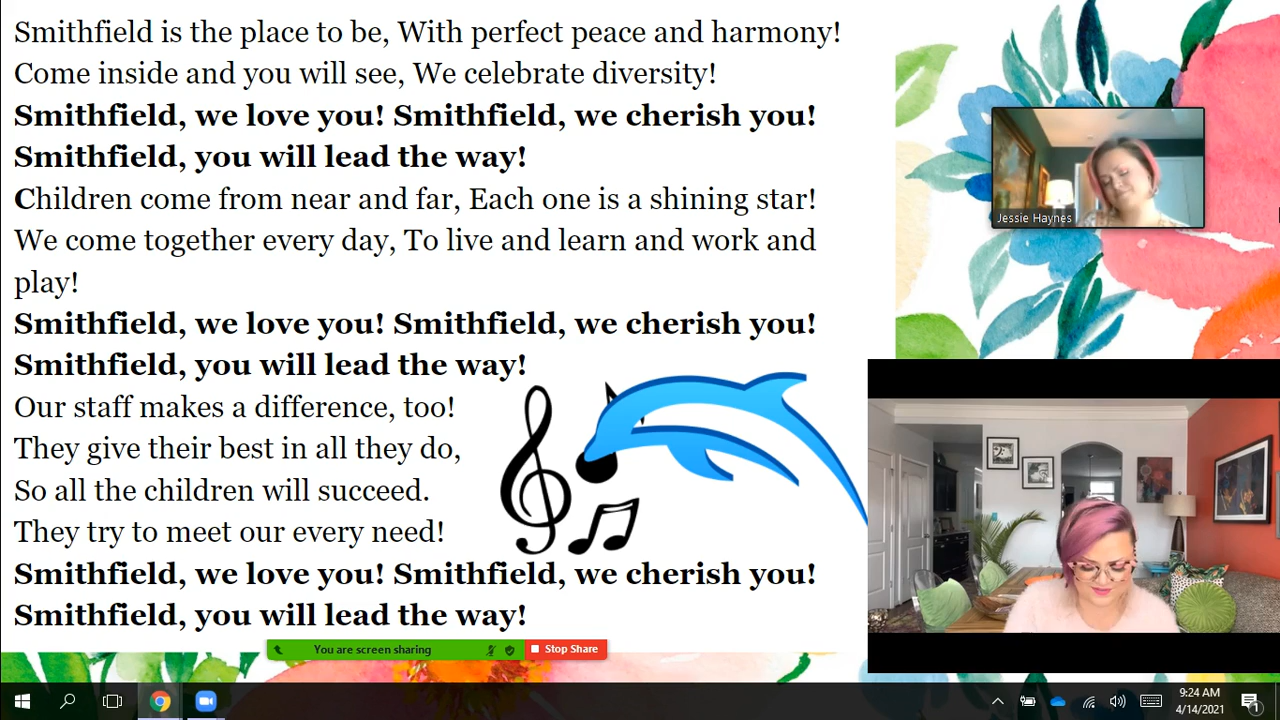 Smithfield is the place to be, With perfect peace and harmony!
Come inside and you will see, We celebrate diversity!
Smithfield, we love you! Smithfield, we cherish you!
Smithfield, you will lead the way!
Children come from near and far, Each one is a shining star!
We come together every day, To live and learn and work and
play!
Smithfield, we love you! Smithfield, we cherish you!
Smithfield, you will lead the way!
Our staff makes a difference, too!
They give their best in all they do,
So all the children will succeed.
They try to meet our every need!
Smithfield, we love you! Smithfield, we cherish you!
Smithfield, you will lead the way!
Jessie Haynes
You are screen sharing
Stop Share
9:24 AM
4/14/2021
1